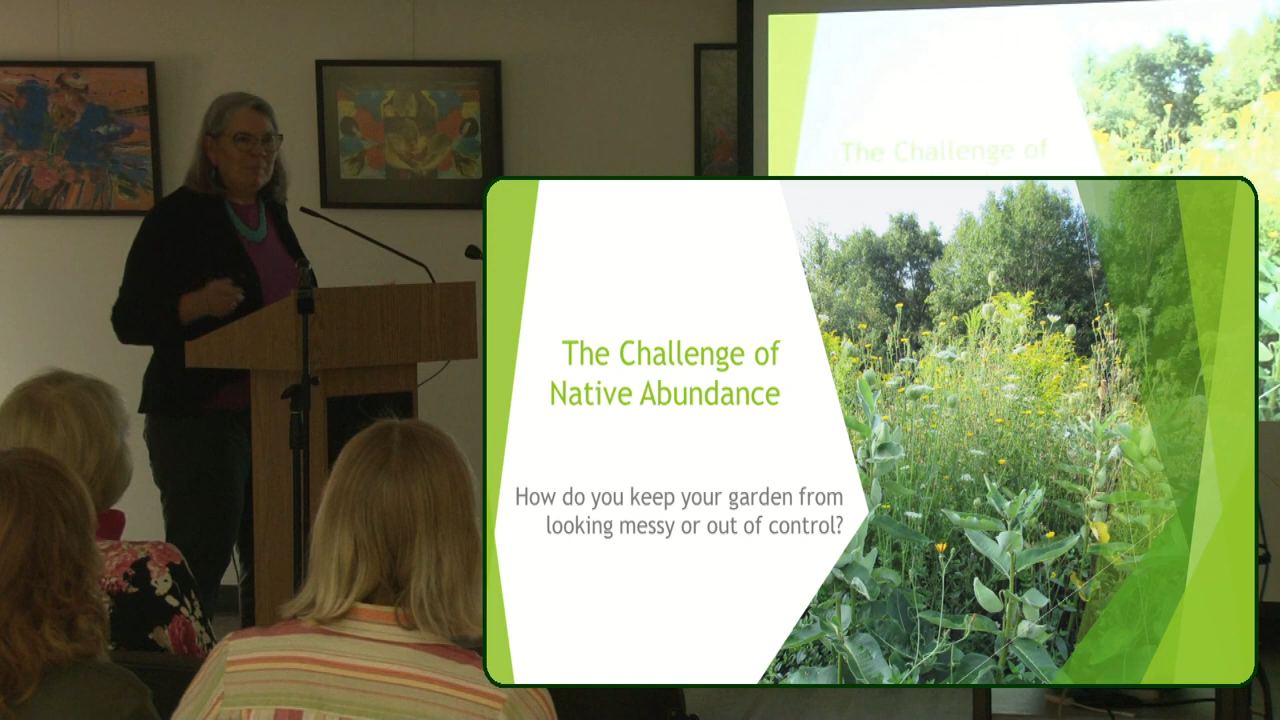 The Challenge of
The Challenge of
Native Abundance
How do you keep your garden from
looking messy or out of control?